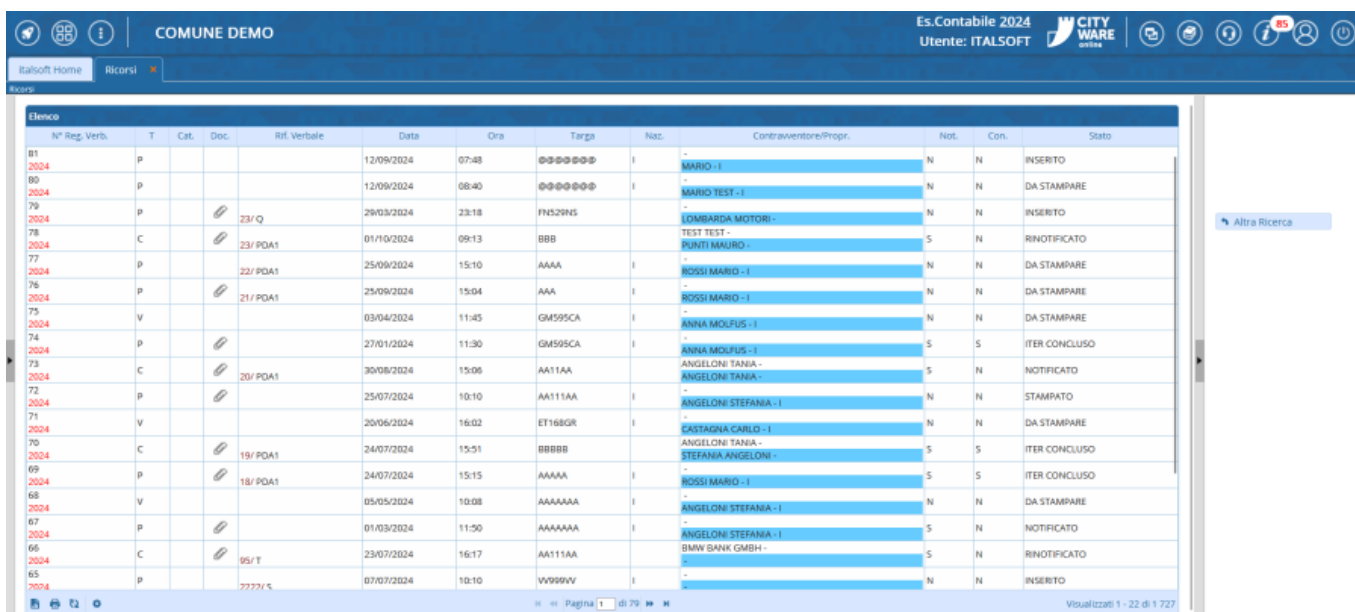 COMUNE DEMO
Es.Contabile 2024
Utente: ITALSOFT
CITY
WARE
online
85
Italsoft Home Ricorsi ×
Ricorsi
Elenco
N° Reg. Verb. T Cat. Doc. Rif. Verbale Data Ora Targa Naz. Contravventore/Propr. Not. Con. Stato
81
2024 P 12/09/2024 07:48 @@@@@@@ I - MARIO - I N N INSERITO
80
2024 P 12/09/2024 08:40 @@@@@@@ I - MARIO TEST - I N N DA STAMPARE
79
2024 P 23/ Q 29/03/2024 23:18 FN529NS - LOMBARDA MOTORI - N N INSERITO
78
2024 C 23/ PDA1 01/10/2024 09:13 BBB TEST TEST - PUNTI MAURO - S N RINOTIFICATO
77
2024 P 22/ PDA1 25/09/2024 15:10 AAAA I - ROSSI MARIO - I N N DA STAMPARE
76
2024 P 21/ PDA1 25/09/2024 15:04 AAA I - ROSSI MARIO - I N N DA STAMPARE
75
2024 V 03/04/2024 11:45 GM595CA I - ANNA MOLFUS - I N N DA STAMPARE
74
2024 P 27/01/2024 11:30 GM595CA I - ANNA MOLFUS - I S S ITER CONCLUSO
73
2024 C 20/ PDA1 30/08/2024 15:06 AA11AA ANGELONI TANIA - ANGELONI TANIA - S N NOTIFICATO
72
2024 P 25/07/2024 10:10 AA111AA I - ANGELONI STEFANIA - I N N STAMPATO
71
2024 V 20/06/2024 16:02 ET168GR I - CASTAGNA CARLO - I N N DA STAMPARE
70
2024 C 19/ PDA1 24/07/2024 15:51 BBBBB ANGELONI TANIA - STEFANIA ANGELONI - S S ITER CONCLUSO
69
2024 P 18/ PDA1 24/07/2024 15:15 AAAAA I - ROSSI MARIO - I S S ITER CONCLUSO
68
2024 V 05/05/2024 10:08 AAAAAAA I - ANGELONI STEFANIA - I N N DA STAMPARE
67
2024 P 01/03/2024 11:50 AAAAAAA I - ANGELONI STEFANIA - I S N NOTIFICATO
66
2024 C 95/ T 23/07/2024 16:17 AA111AA BMW BANK GMBH - - S N RINOTIFICATO
65
2024 P 2222/ S 07/07/2024 10:10 VV999VV I - - N N INSERITO
Altra Ricerca
Pagina 1 di 79
Visualizzati 1 - 22 di 1 727